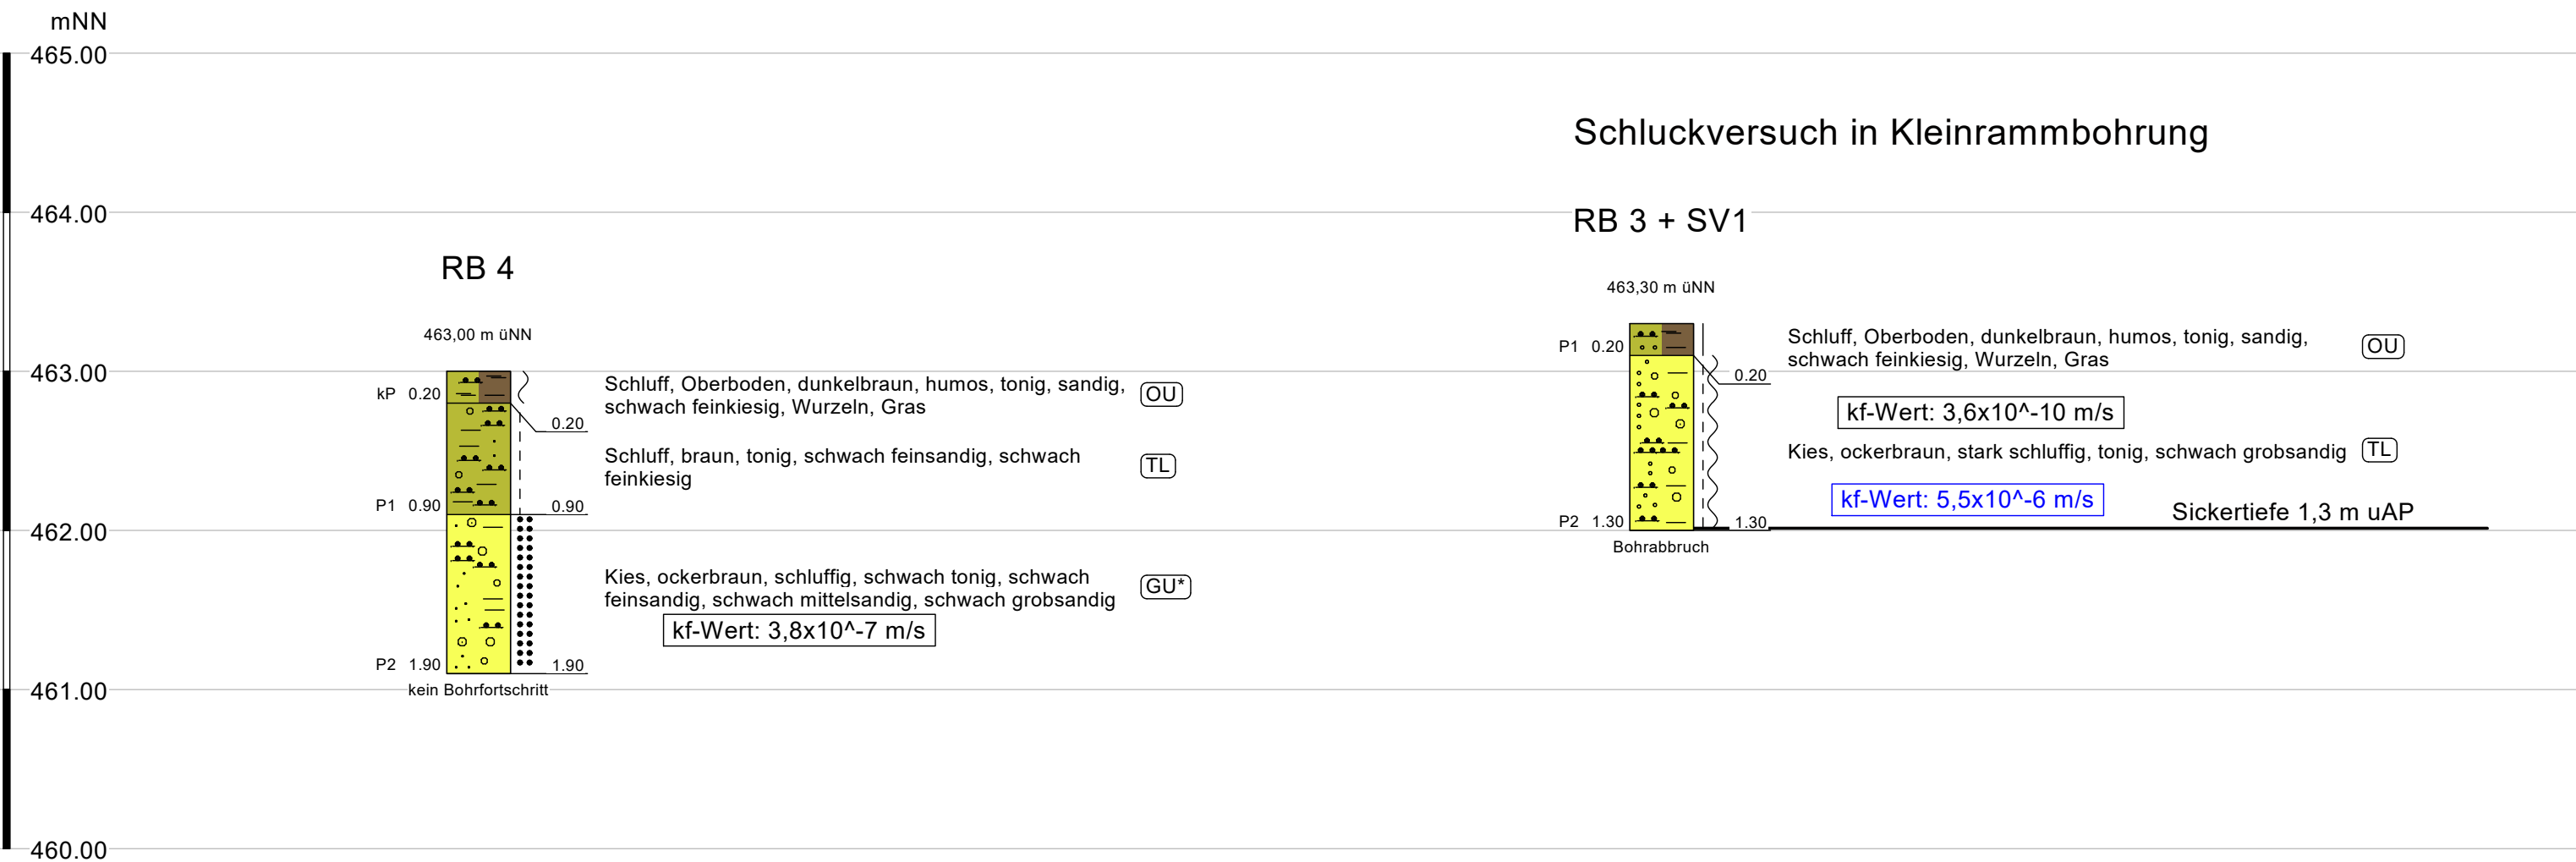 mNN
465.00
464.00
463.00
462.00
461.00
460.00
RB 4
463,00 m üNN
kP 0.20
Schluff, Oberboden, dunkelbraun, humos, tonig, sandig,
schwach feinkiesig, Wurzeln, Gras
OU
0.20
Schluff, braun, tonig, schwach feinsandig, schwach
feinkiesig
TL
P1 0.90
0.90
Kies, ockerbraun, schluffig, schwach tonig, schwach
feinsandig, schwach mittelsandig, schwach grobsandig
GU*
kf-Wert: 3,8x10^-7 m/s
P2 1.90
1.90
kein Bohrfortschritt
Schluckversuch in Kleinrammbohrung
RB 3 + SV1
463,30 m üNN
P1 0.20
Schluff, Oberboden, dunkelbraun, humos, tonig, sandig,
schwach feinkiesig, Wurzeln, Gras
OU
0.20
kf-Wert: 3,6x10^-10 m/s
Kies, ockerbraun, stark schluffig, tonig, schwach grobsandig
TL
kf-Wert: 5,5x10^-6 m/s
Sickertiefe 1,3 m uAP
P2 1.30
1.30
Bohrabbruch